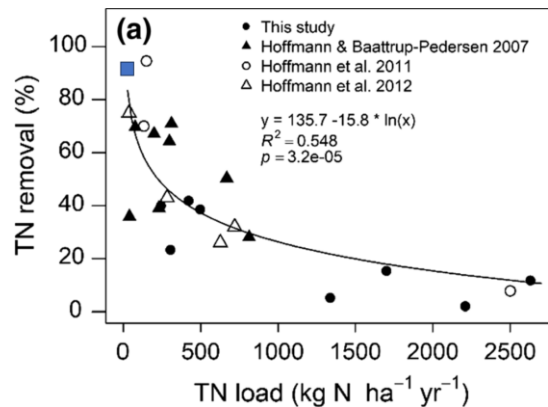 (a)
This study
Hoffmann & Baattrup-Pedersen 2007
Hoffmann et al. 2011
Hoffmann et al. 2012
y = 135.7 -15.8 * ln(x)
R² = 0.548
p = 3.2e-05
TN removal (%)
100
80
60
40
20
0
0 500 1000 1500 2000 2500
TN load (kg N ha⁻¹ yr⁻¹)